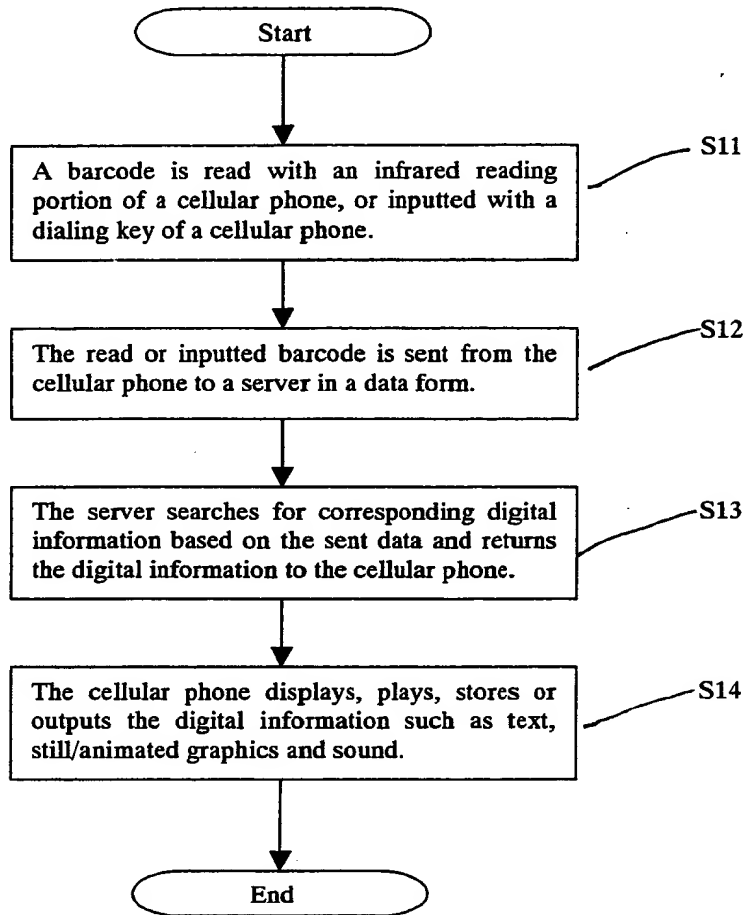 Start
S11
A barcode is read with an infrared reading
portion of a cellular phone, or inputted with a
dialing key of a cellular phone.
S12
The read or inputted barcode is sent from the
cellular phone to a server in a data form.
S13
The server searches for corresponding digital
information based on the sent data and returns
the digital information to the cellular phone.
S14
The cellular phone displays, plays, stores or
outputs the digital information such as text,
still/animated graphics and sound.
End